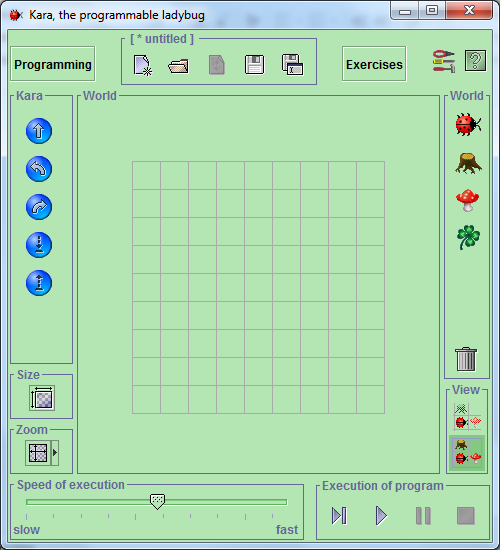 Kara, the programmable ladybug
[ * untitled ]
Programming
Exercises
Kara
World
World
Size
View
Zoom
Speed of execution
Execution of program
slow
fast